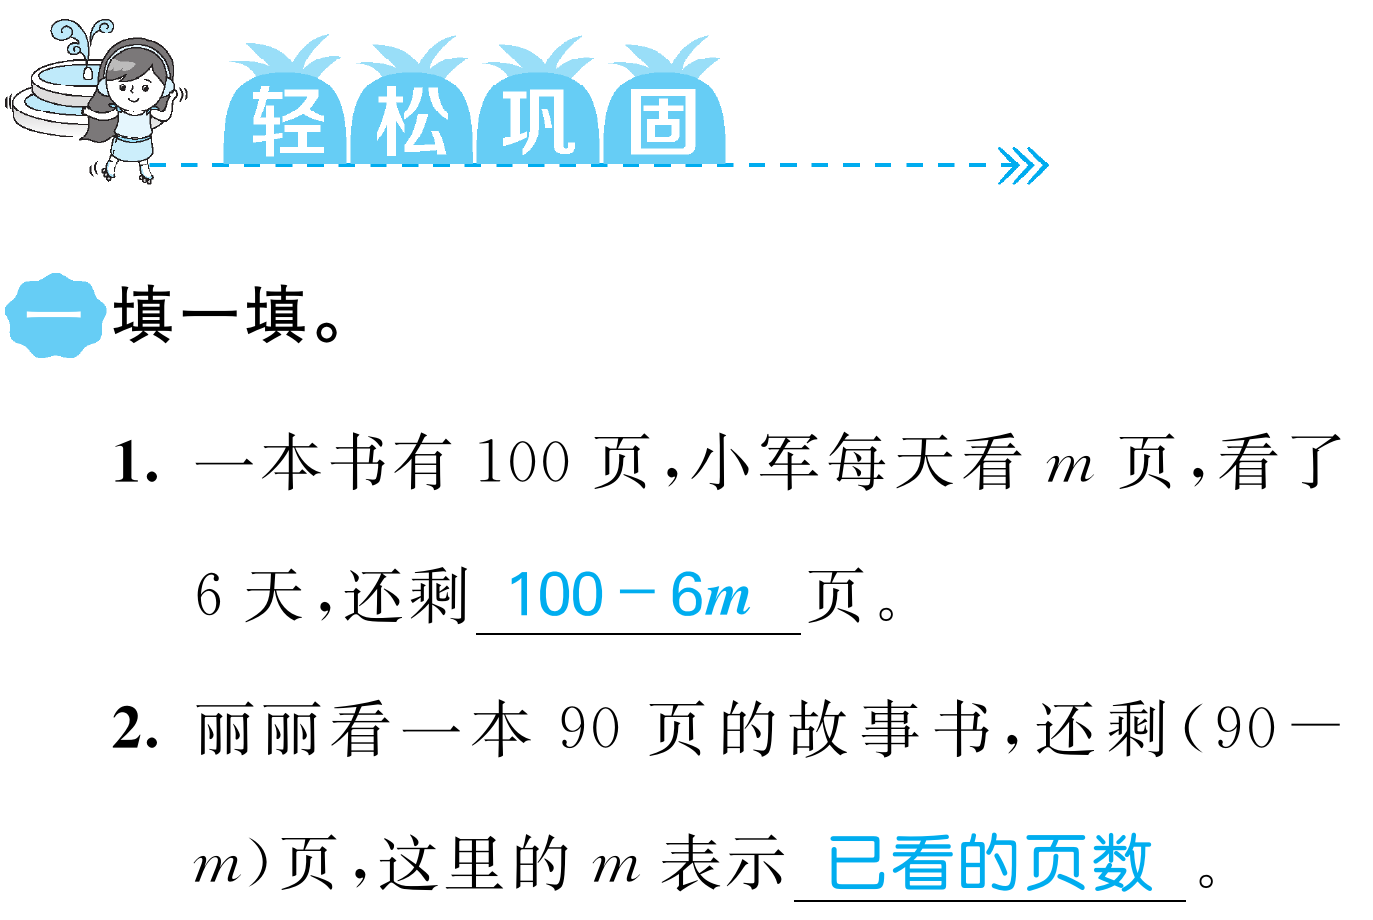 轻松巩固
一 填一填。
1. 一本书有 100 页,小军每天看 m 页,看了
6 天,还剩 100-6m 页。
2. 丽丽看一本 90 页的故事书,还剩(90-
m)页,这里的 m 表示 已看的页数 。